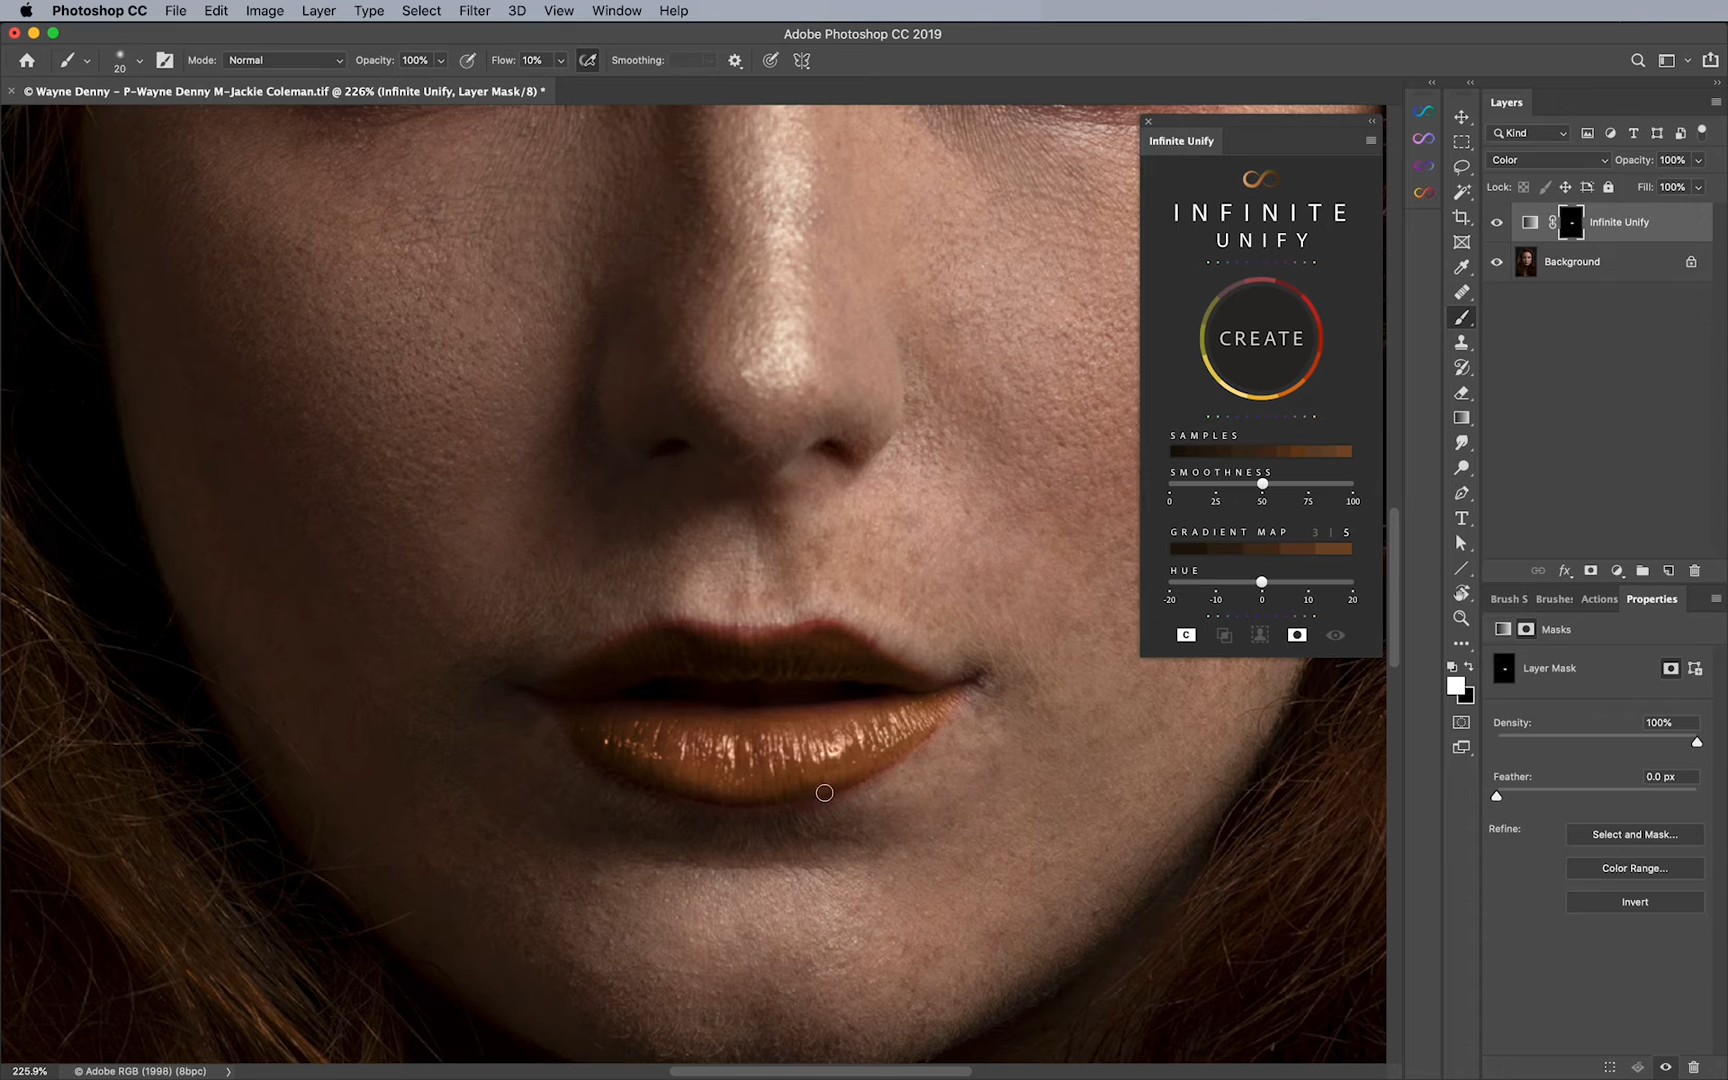 Photoshop CC File Edit Image Layer Type Select Filter 3D View Window Help
Adobe Photoshop CC 2019
20 Mode: Normal Opacity: 100% Flow: 10% Smoothing:
© Wayne Denny - P-Wayne Denny M-Jackie Coleman.tif @ 226% (Infinite Unify, Layer Mask/8) *
Infinite Unify
INFINITE
UNIFY
CREATE
SAMPLES
SMOOTHNESS
0 25 50 75 100
GRADIENT MAP 3 | 5
HUE
-20 -10 0 10 20
C
Layers
Kind
Color Opacity: 100%
Lock: Fill: 100%
Infinite Unify
Background
Brush S Brushe: Actions Properties
Masks
Layer Mask
Density: 100%
Feather: 0.0 px
Refine: Select and Mask...
Color Range...
Invert
225.9% © Adobe RGB (1998) (8bpc)